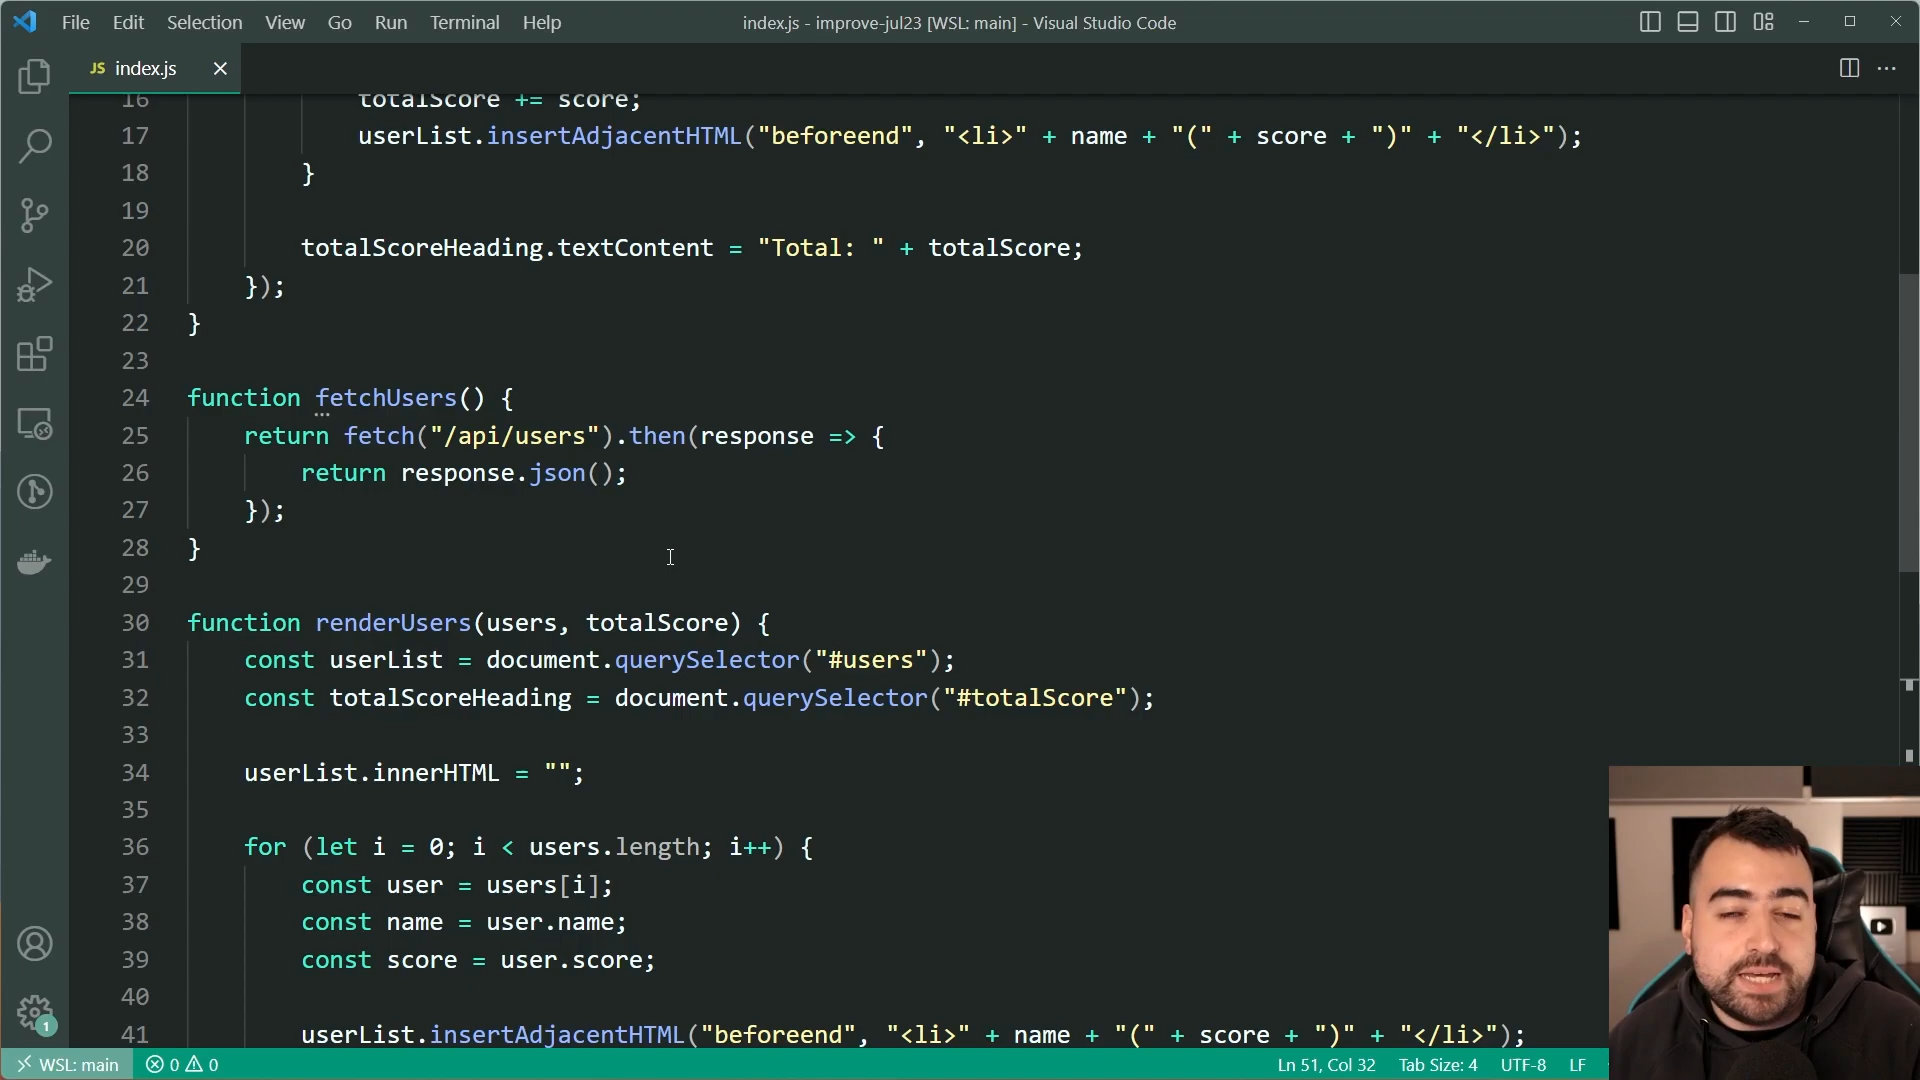 File Edit Selection View Go Run Terminal Help
index.js - improve-jul23 [WSL: main] - Visual Studio Code
JS index.js
16 totalScore += score;
17 userList.insertAdjacentHTML("beforeend", "<li>" + name + "(" + score + ")" + "</li>");
18 }
19
20 totalScoreHeading.textContent = "Total: " + totalScore;
21 });
22 }
23
24 function fetchUsers() {
25 return fetch("/api/users").then(response => {
26 return response.json();
27 });
28 }
29
30 function renderUsers(users, totalScore) {
31 const userList = document.querySelector("#users");
32 const totalScoreHeading = document.querySelector("#totalScore");
33
34 userList.innerHTML = "";
35
36 for (let i = 0; i < users.length; i++) {
37 const user = users[i];
38 const name = user.name;
39 const score = user.score;
40
41 userList.insertAdjacentHTML("beforeend", "<li>" + name + "(" + score + ")" + "</li>");
1
WSL: main 0 0 Ln 51, Col 32 Tab Size: 4 UTF-8 LF